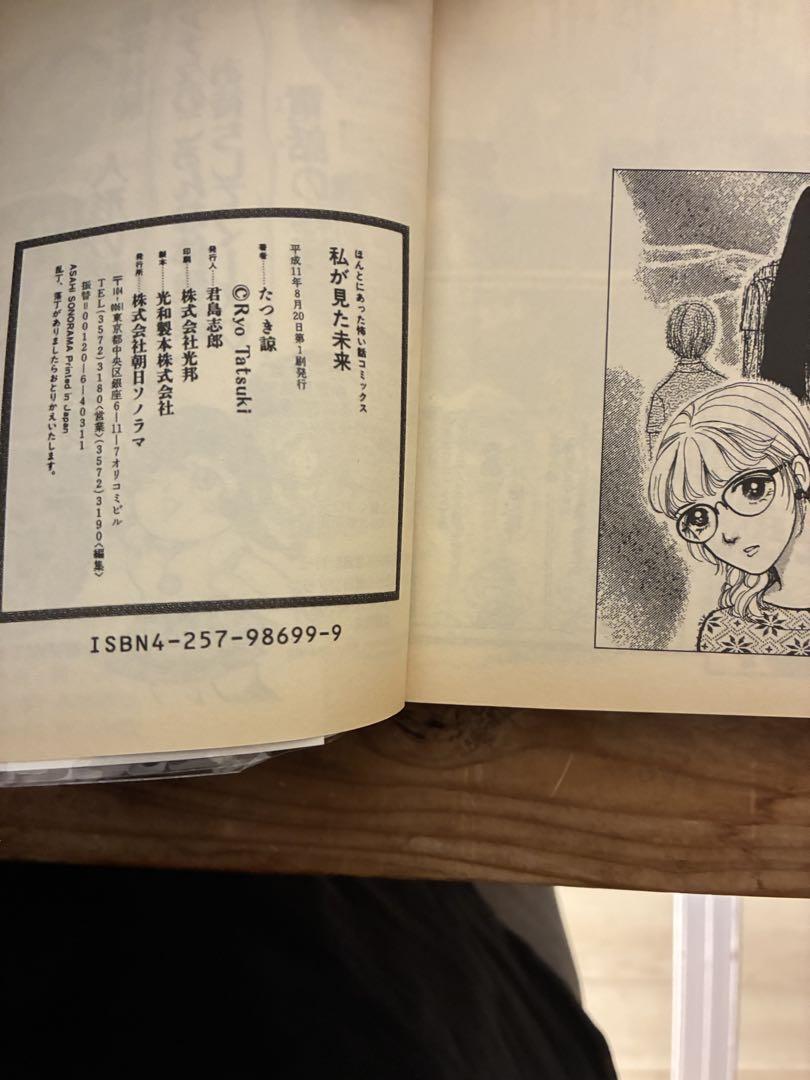 ほんとにあった怖い話コミックス
私が見た未来
平成11年8月20日第1刷発行
著者……たつき諒
©Ryo Tatsuki
発行人……君島志郎
印刷……株式会社光邦
製本……光和製本株式会社
発行所……株式会社朝日ソノラマ
〒104-0061東京都中央区銀座6-11-7オリコミビル
TEL(3572)3180〈営業〉(3572)3190〈編集〉
振替＝00120-6-40311
ASAHI SONORAMA Printed in Japan
乱丁、落丁がありましたらおとりかえいたします。
ISBN4-257-98699-9